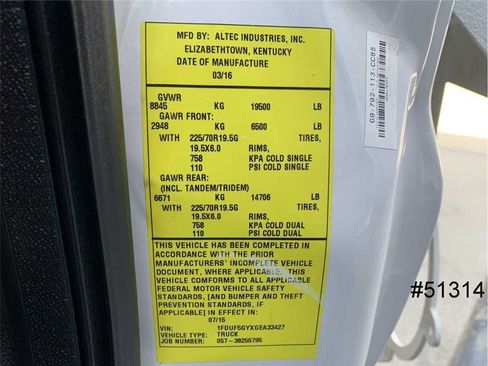 MFD BY: ALTEC INDUSTRIES, INC.
ELIZABETHTOWN, KENTUCKY
DATE OF MANUFACTURE
03/16
GVWR
8845 KG 19500 LB
GAWR FRONT:
2948 KG 6500 LB
WITH 225/70R19.5G TIRES,
19.5X6.0 RIMS,
758 KPA COLD SINGLE
110 PSI COLD SINGLE
GAWR REAR:
(INCL. TANDEM/TRIDEM)
6671 KG 14706 LB
WITH 225/70R19.5G TIRES,
19.5X6.0 RIMS,
758 KPA COLD DUAL
110 PSI COLD DUAL
THIS VEHICLE HAS BEEN COMPLETED IN
ACCORDANCE WITH THE PRIOR
MANUFACTURERS' INCOMPLETE VEHICLE
DOCUMENT, WHERE APPLICABLE, THIS
VEHICLE CONFORMS TO ALL APPLICABLE
FEDERAL MOTOR VEHICLE SAFETY
STANDARDS, [AND BUMPER AND THEFT
PREVENTION STANDARDS, IF
APPLICABLE] IN EFFECT IN:
07/15
VIN: 1FDUF5GYXGEA33427
TYPE OF VEHICLE: TRUCK
JOB NUMBER: 057-38255795
G9-792-113-CC85
#51314